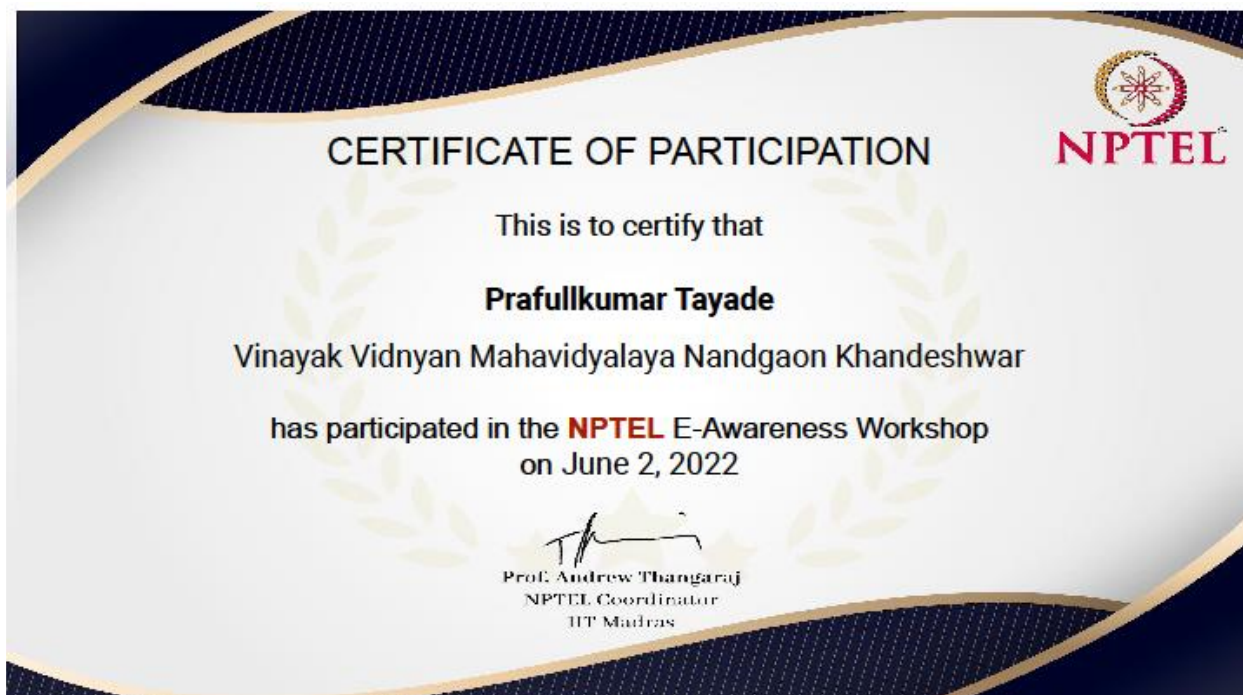 NPTEL
CERTIFICATE OF PARTICIPATION
This is to certify that
Prafullkumar Tayade
Vinayak Vidnyan Mahavidyalaya Nandgaon Khandeshwar
has participated in the NPTEL E-Awareness Workshop
on June 2, 2022
Prof. Andrew Thangaraj
NPTEL Coordinator
IIT Madras